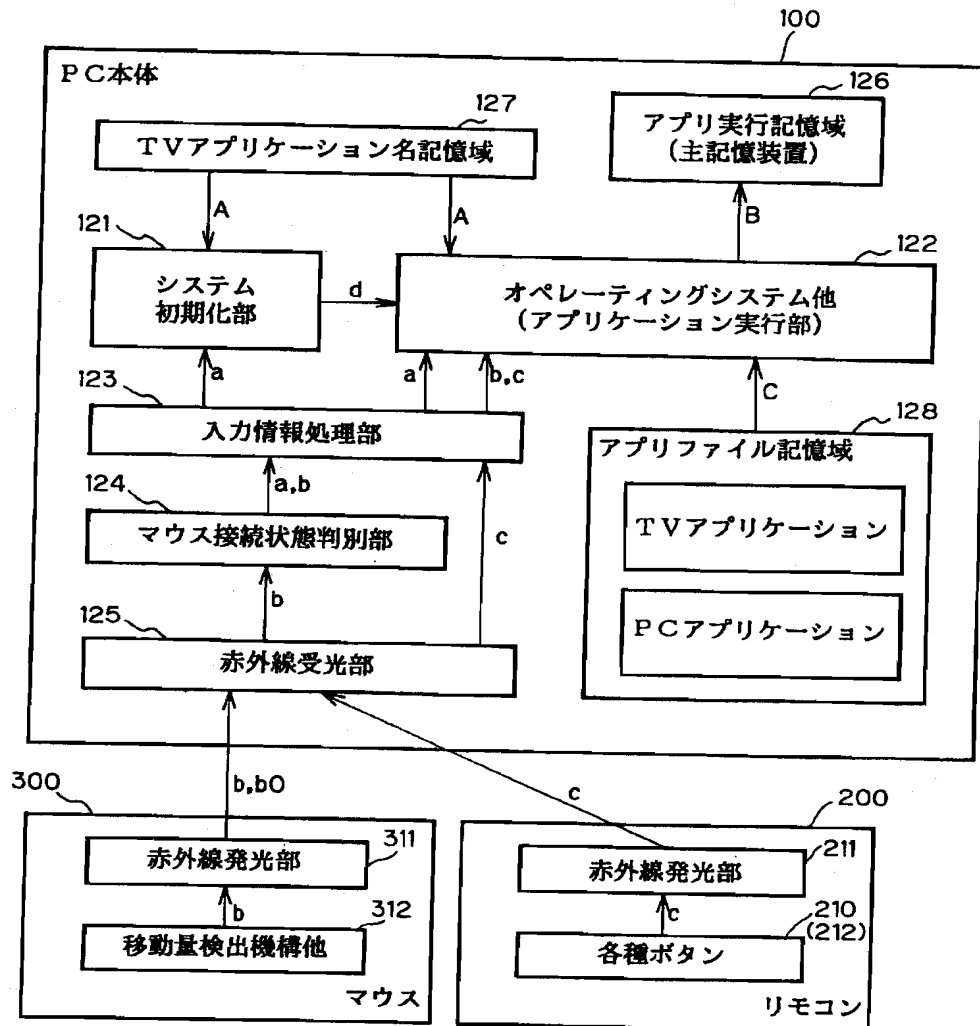 100
PC本体
127
TVアプリケーション名記憶域
126
アプリ実行記憶域
(主記憶装置)
A
A
B
121
システム
初期化部
d
122
オペレーティングシステム他
(アプリケーション実行部)
a
a
b,c
C
123
入力情報処理部
128
アプリファイル記憶域
TVアプリケーション
PCアプリケーション
a,b
c
124
マウス接続状態判別部
b
125
赤外線受光部
b,b0
c
300
赤外線発光部
311
b
移動量検出機構他
312
マウス
200
赤外線発光部
211
c
各種ボタン
210
(212)
リモコン